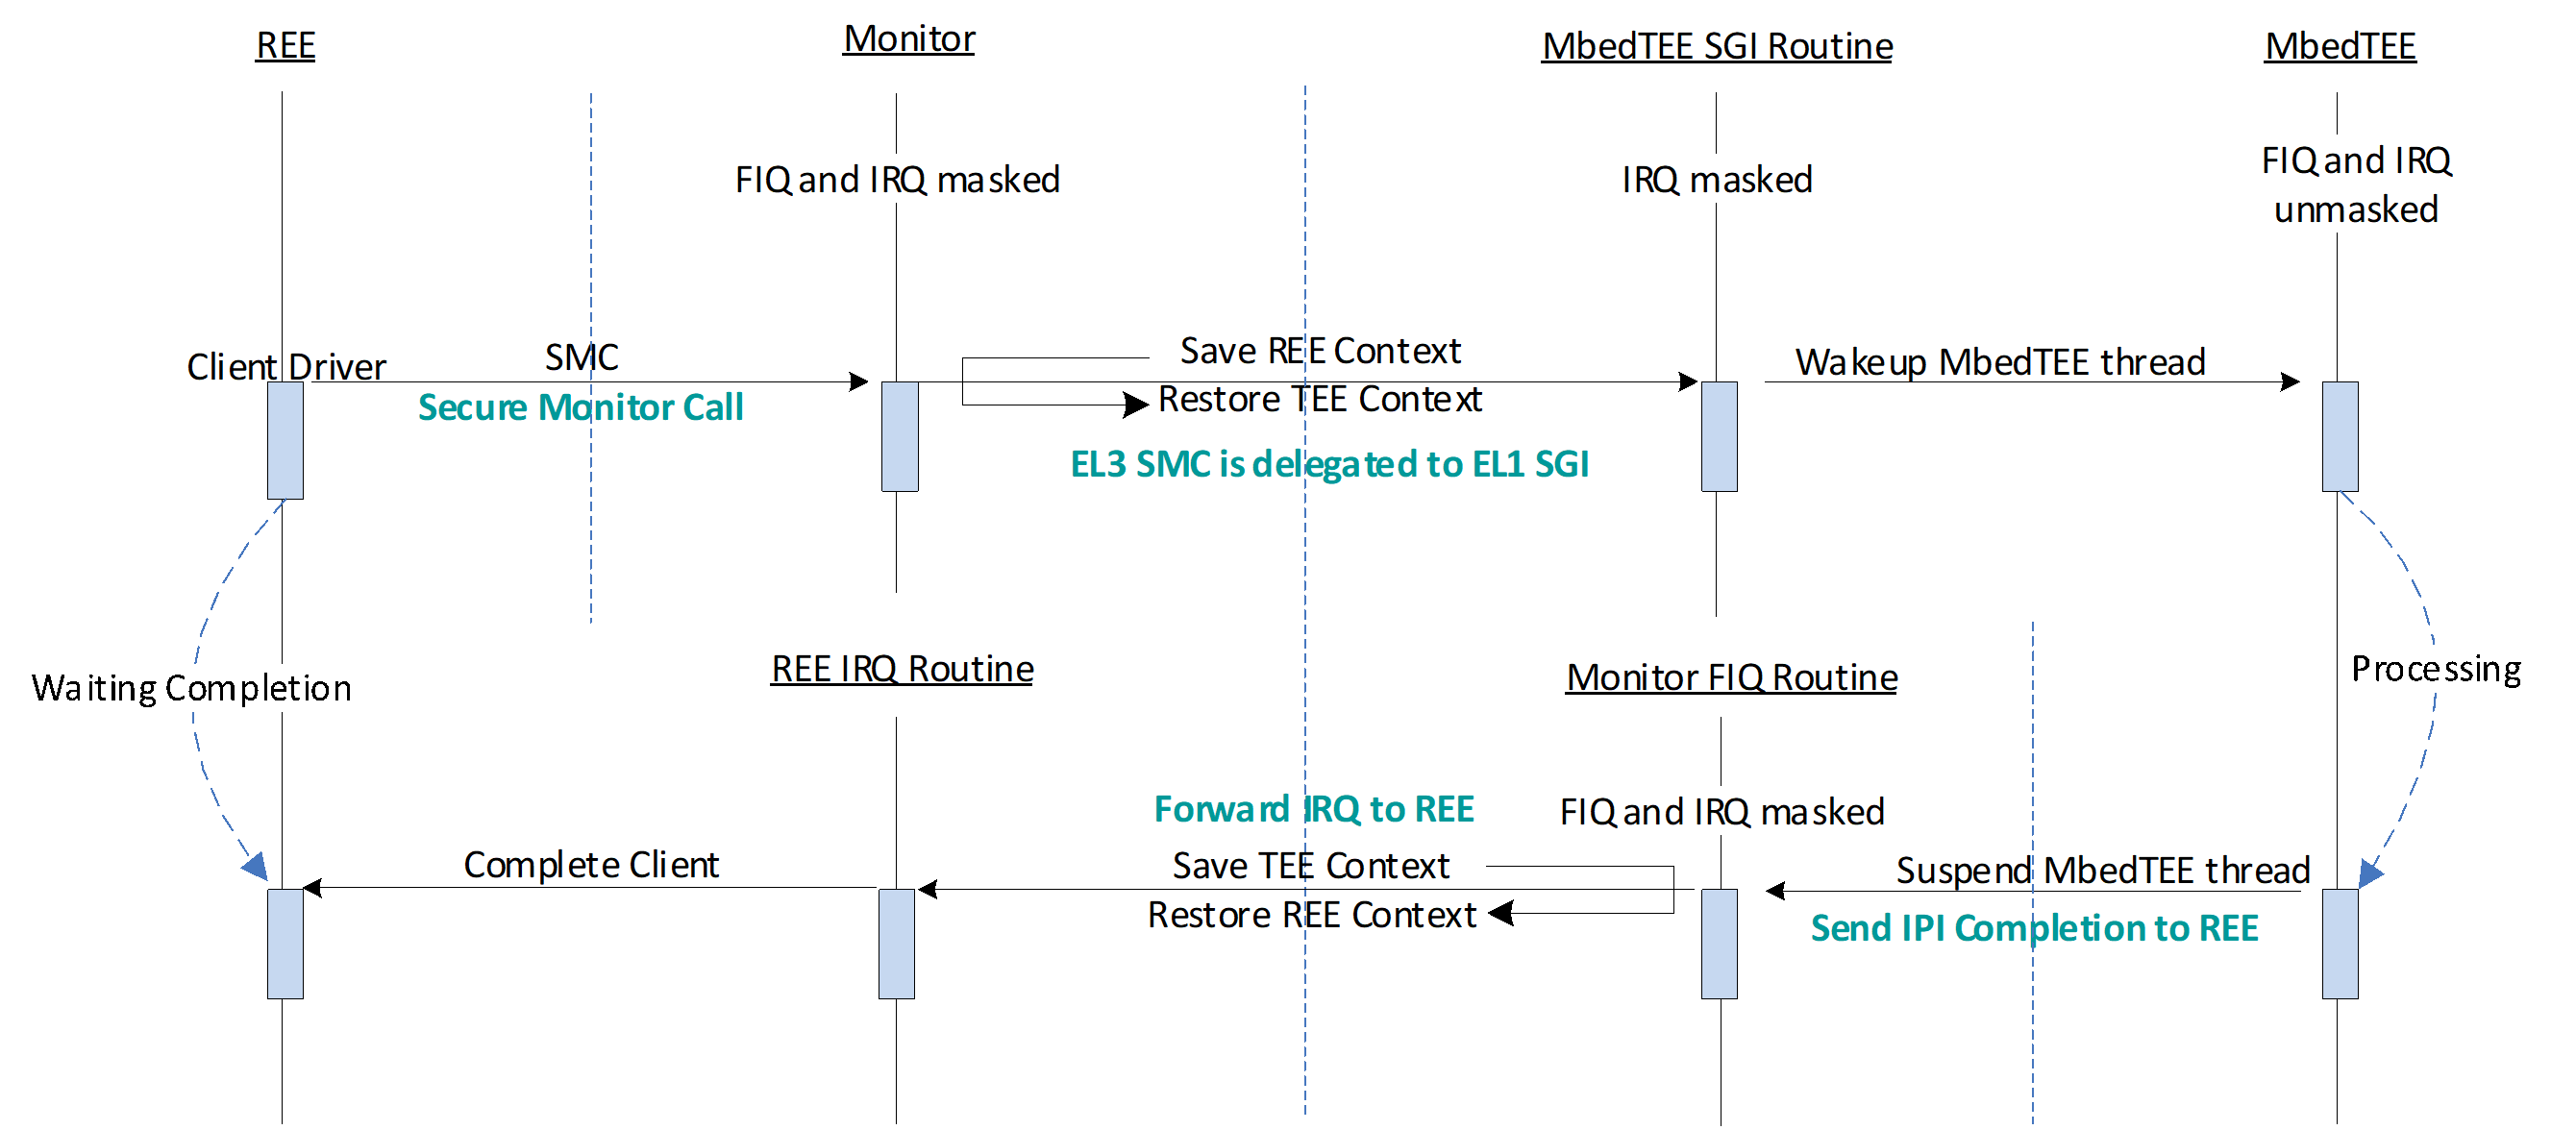 REE
Monitor
MbedTEE SGI Routine
MbedTEE
FIQ and IRQ masked
IRQ masked
FIQ and IRQ
unmasked
Client Driver
SMC
Secure Monitor Call
Save REE Context
Restore TEE Context
EL3 SMC is delegated to EL1 SGI
Wakeup MbedTEE thread
Waiting Completion
REE IRQ Routine
Monitor FIQ Routine
Processing
FIQ and IRQ masked
Forward IRQ to REE
Complete Client
Save TEE Context
Restore REE Context
Suspend MbedTEE thread
Send IPI Completion to REE